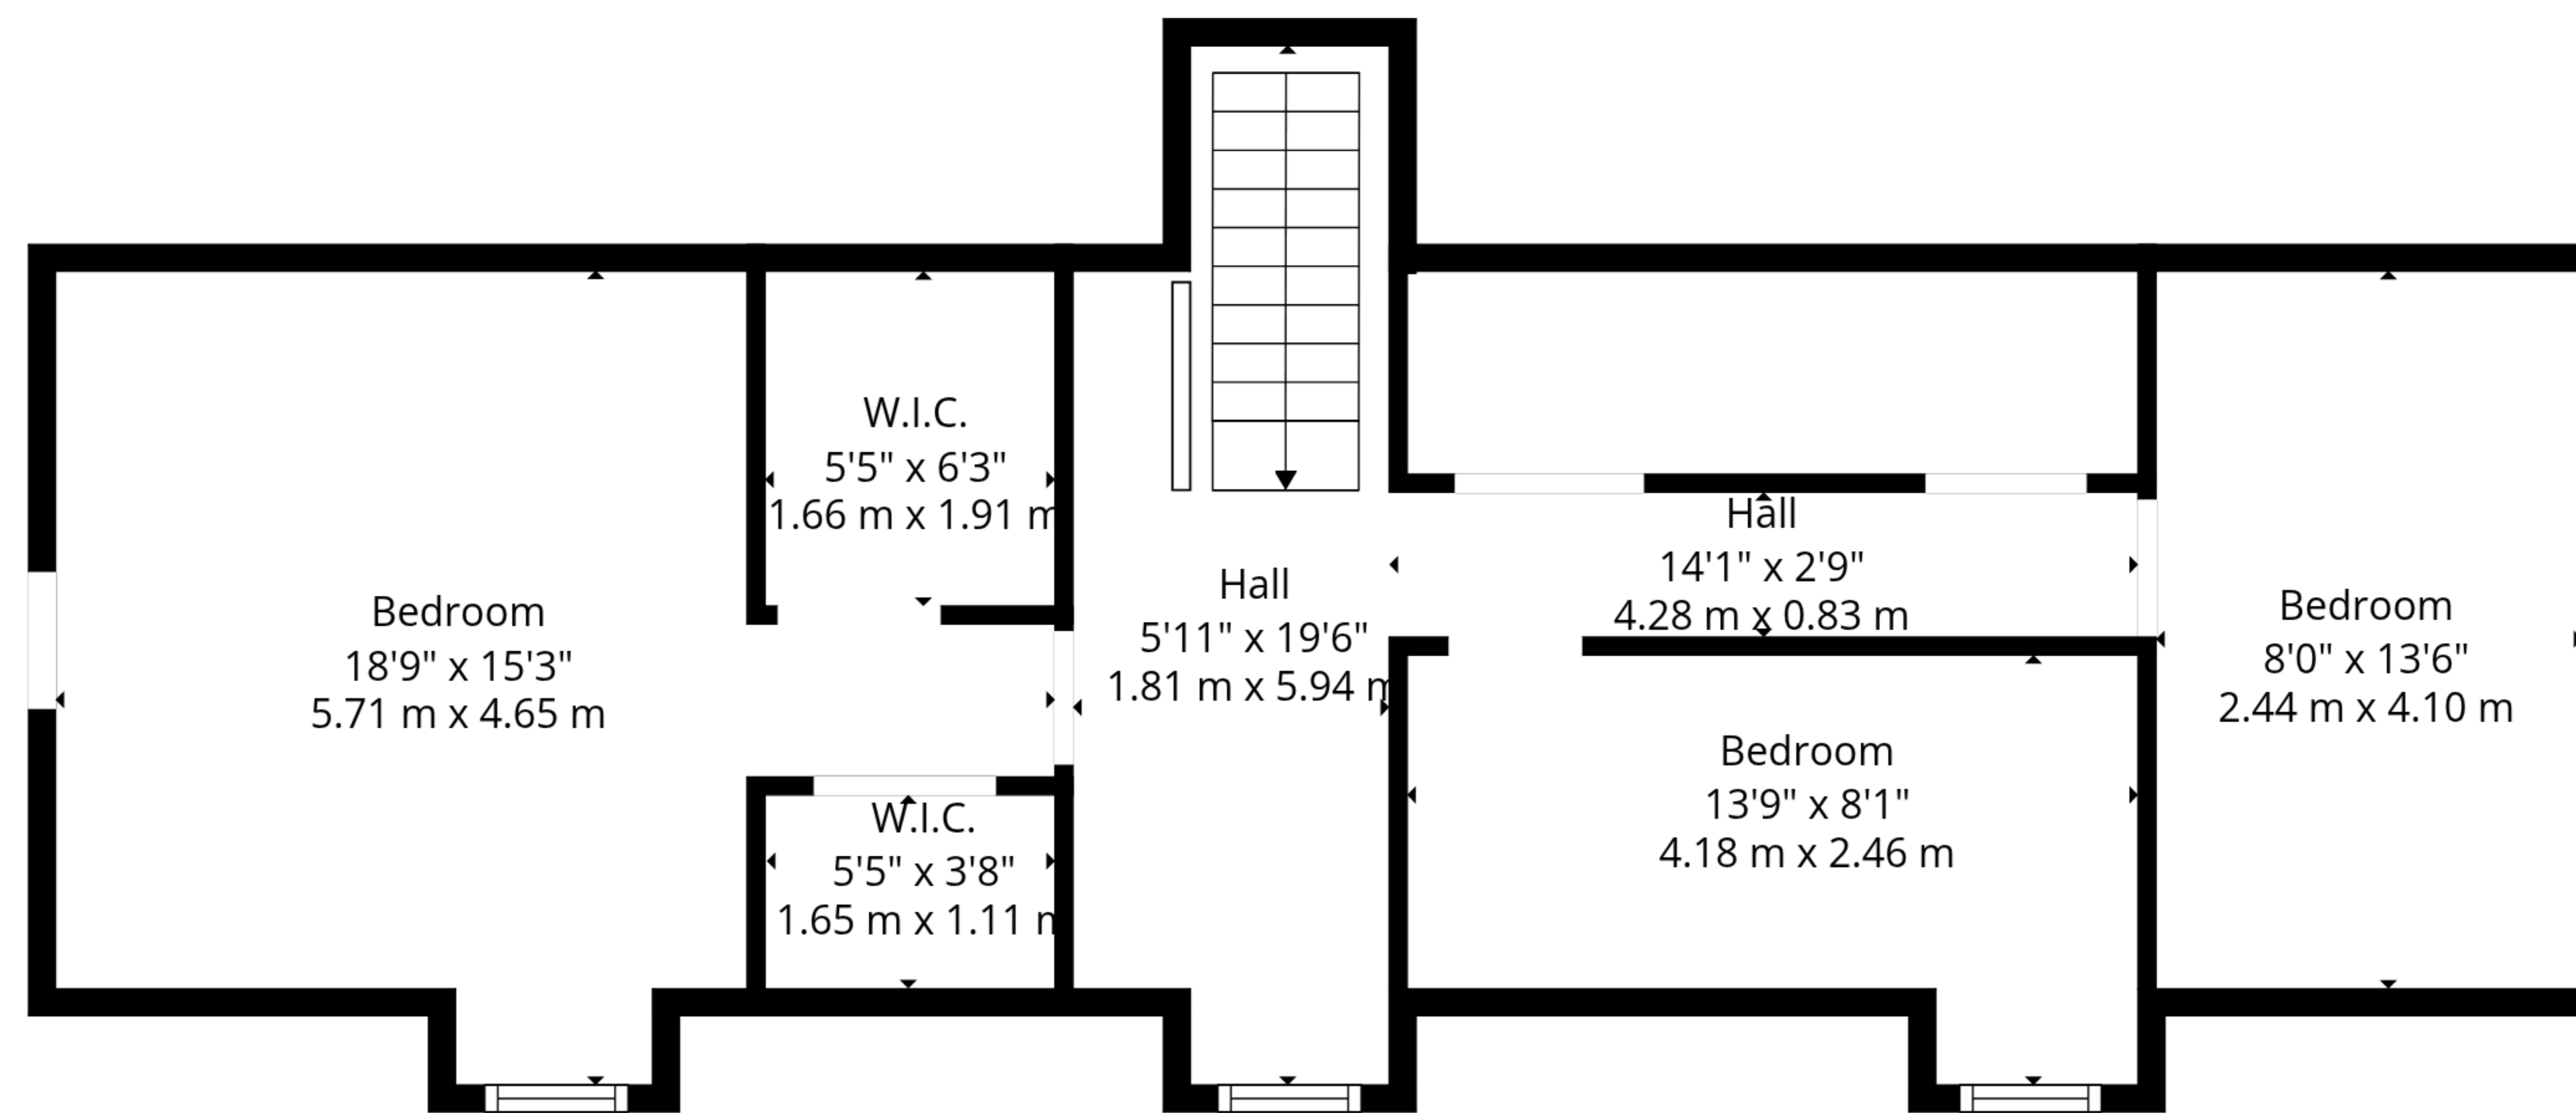 W.I.C.
5'5" x 6'3"
1.66 m x 1.91 m
Bedroom
18'9" x 15'3"
5.71 m x 4.65 m
W.I.C.
5'5" x 3'8"
1.65 m x 1.11 m
Hall
5'11" x 19'6"
1.81 m x 5.94 m
Hall
14'1" x 2'9"
4.28 m x 0.83 m
Bedroom
13'9" x 8'1"
4.18 m x 2.46 m
Bedroom
8'0" x 13'6"
2.44 m x 4.10 m